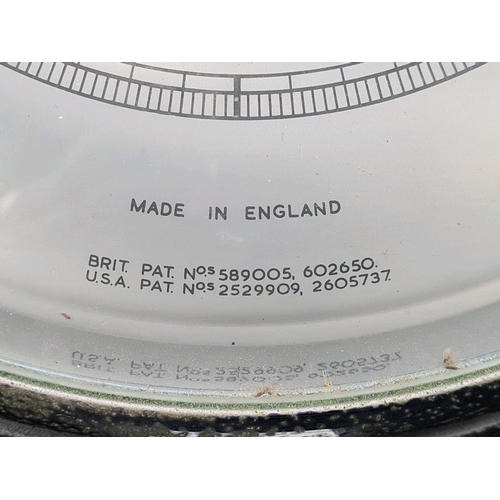 MADE IN ENGLAND
BRIT. PAT. Nos 589005, 602650.
U.S.A. PAT. Nos 2529909, 2605737.